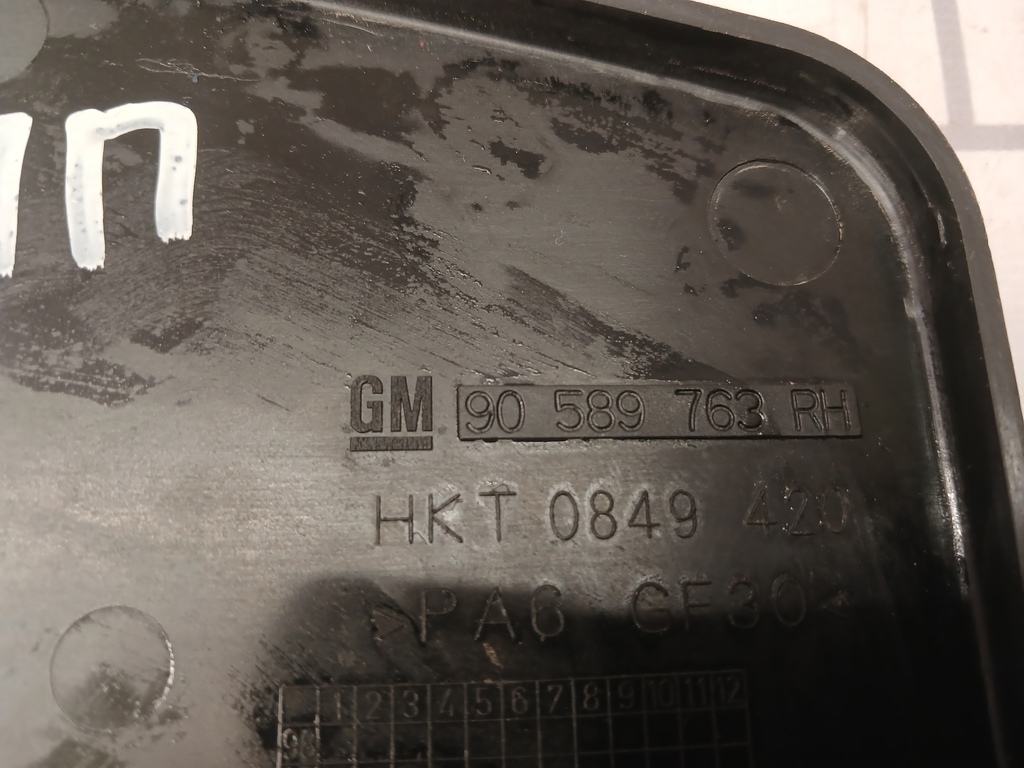 ИП
GM 90 589 763 RH
HKT 0849 420
>PA6 GF30<
1 2 3 4 5 6 7 8 9 10 11 12